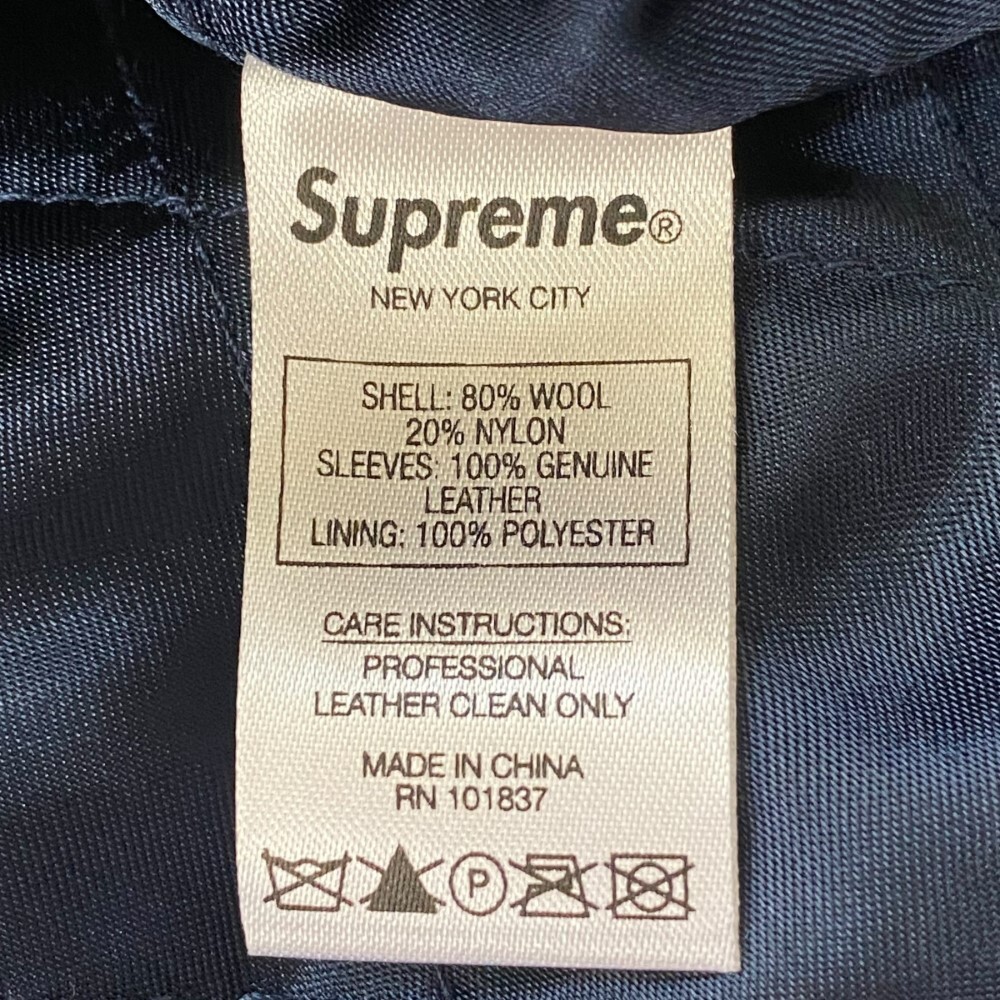 Supreme®
NEW YORK CITY
SHELL: 80% WOOL
20% NYLON
SLEEVES: 100% GENUINE
LEATHER
LINING: 100% POLYESTER
CARE INSTRUCTIONS:
PROFESSIONAL
LEATHER CLEAN ONLY
MADE IN CHINA
RN 101837
P